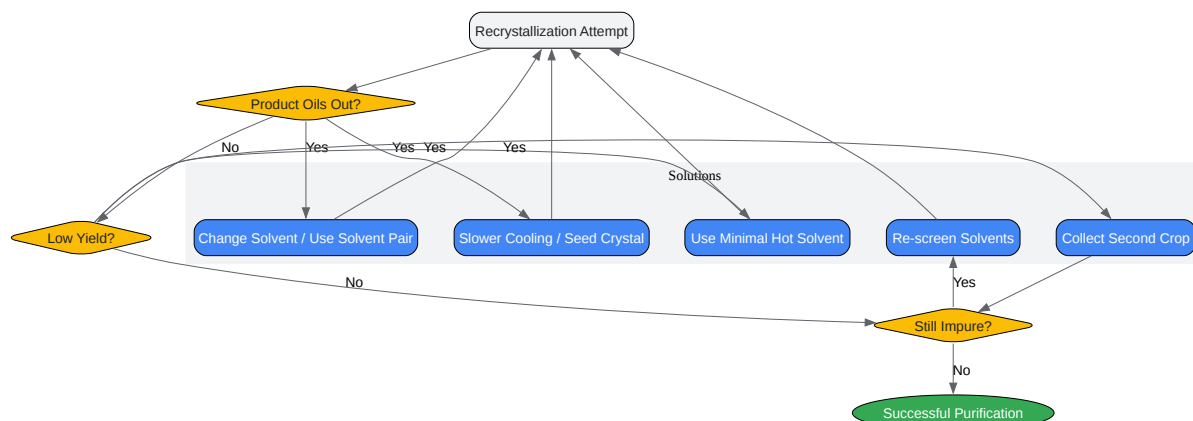 Recrystallization Attempt
Product Oils Out?
No
Yes
Yes
Yes
Yes
Solutions
Low Yield?
Change Solvent / Use Solvent Pair
Slower Cooling / Seed Crystal
Use Minimal Hot Solvent
Re-screen Solvents
Collect Second Crop
No
Yes
Still Impure?
No
Successful Purification